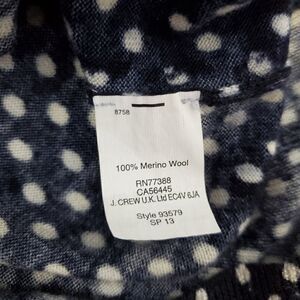 8758
100% Merino Wool
RN77388
CA56445
J. CREW U.K. Ltd EC4V 6JA
Style 93579
SP 13